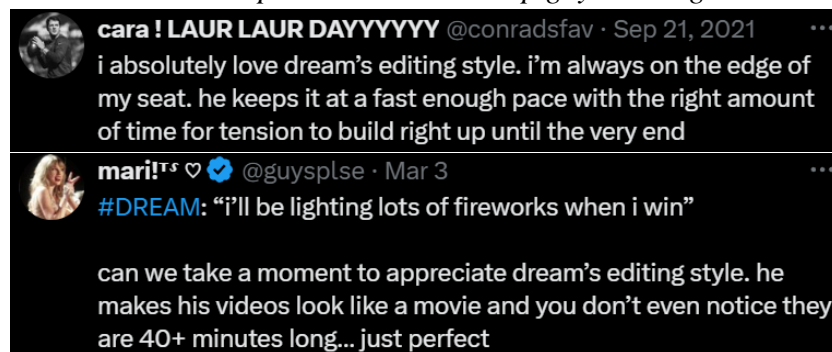 cara ! LAUR LAUR DAYYYYYY @conradsfav · Sep 21, 2021
i absolutely love dream's editing style. i'm always on the edge of
my seat. he keeps it at a fast enough pace with the right amount
of time for tension to build right up until the very end
mari!ᵀˢ ♡ @guysplse · Mar 3
#DREAM: “i'll be lighting lots of fireworks when i win”
can we take a moment to appreciate dream's editing style. he
makes his videos look like a movie and you don't even notice they
are 40+ minutes long... just perfect